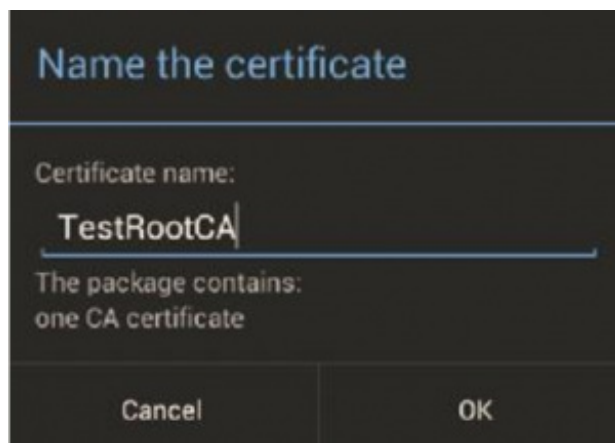 Name the certificate
Certificate name:
TestRootCA
The package contains:
one CA certificate
Cancel OK